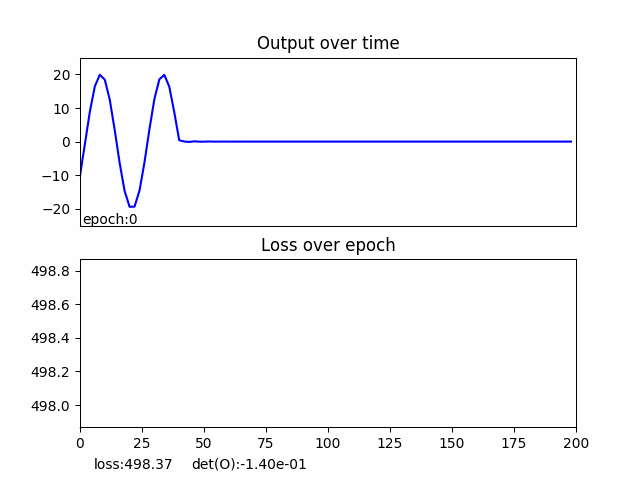 Output over time
20
10
0
−10
−20
epoch:0
Loss over epoch
498.8
498.6
498.4
498.2
498.0
0 25 50 75 100 125 150 175 200
loss:498.37 det(O):-1.40e-01